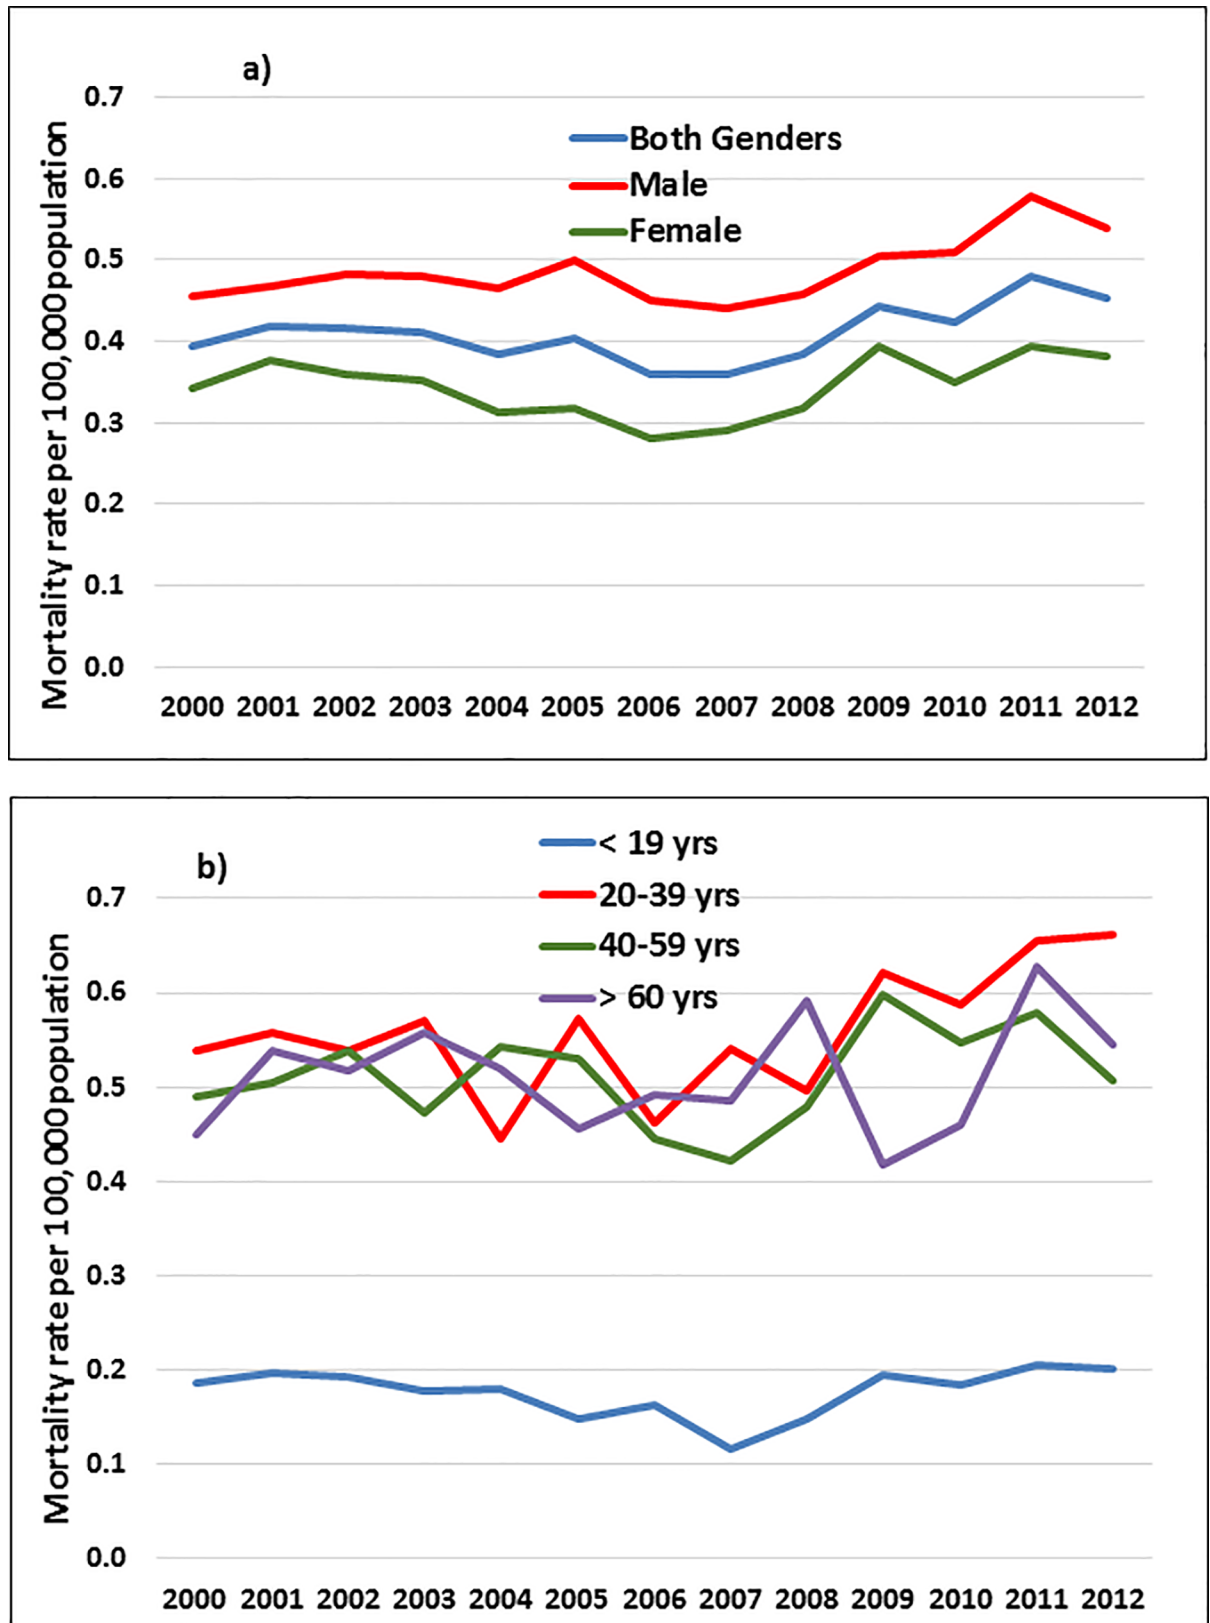 a)
Mortality rate per 100,000 population
0.7
0.6
0.5
0.4
0.3
0.2
0.1
0.0
Both Genders
Male
Female
2000 2001 2002 2003 2004 2005 2006 2007 2008 2009 2010 2011 2012
b)
Mortality rate per 100,000 population
0.7
0.6
0.5
0.4
0.3
0.2
0.1
0.0
< 19 yrs
20-39 yrs
40-59 yrs
> 60 yrs
2000 2001 2002 2003 2004 2005 2006 2007 2008 2009 2010 2011 2012